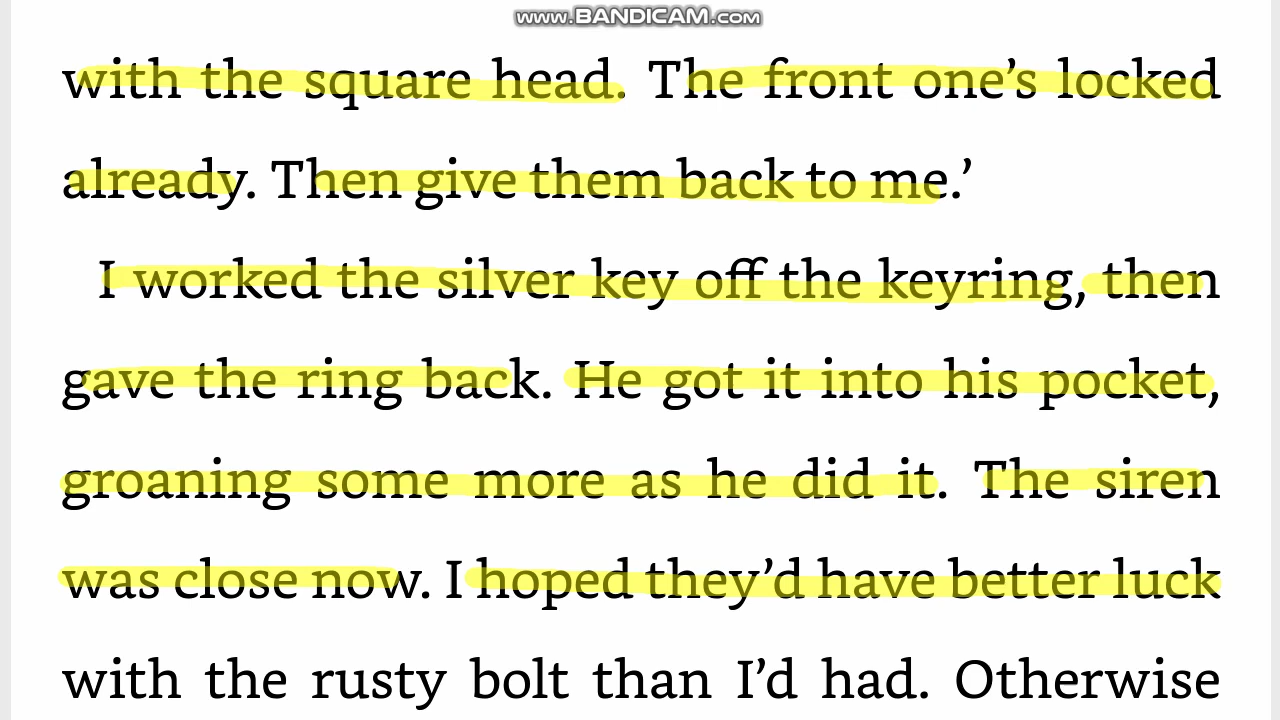 www.BANDICAM.com
with the square head. The front one’s locked
already. Then give them back to me.’
I worked the silver key off the keyring, then
gave the ring back. He got it into his pocket,
groaning some more as he did it. The siren
was close now. I hoped they’d have better luck
with the rusty bolt than I’d had. Otherwise